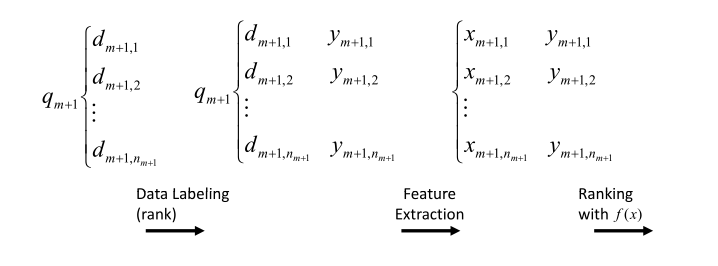 d_{m+1,1} d_{m+1,1} y_{m+1,1} x_{m+1,1} y_{m+1,1}
d_{m+1,2} d_{m+1,2} y_{m+1,2} x_{m+1,2} y_{m+1,2}
q_{m+1} { ⋮ q_{m+1} { ⋮ { ⋮
d_{m+1,n_{m+1}} d_{m+1,n_{m+1}} y_{m+1,n_{m+1}} x_{m+1,n_{m+1}} y_{m+1,n_{m+1}}
Data Labeling
(rank)
Feature
Extraction
Ranking
with f(x)